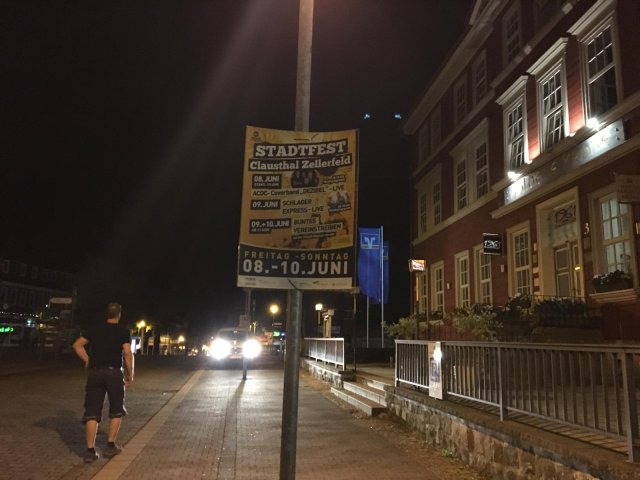 STADTFEST
Clausthal Zellerfeld
08.JUNI
ACDC-Coverband „DEZIBEL"-LIVE
09.JUNI SCHLAGER
EXPRESS-LIVE
09.+10.JUNI BUNTES
VEREINSTREIBEN
FREITAG-SONNTAG
08.-10.JUNI